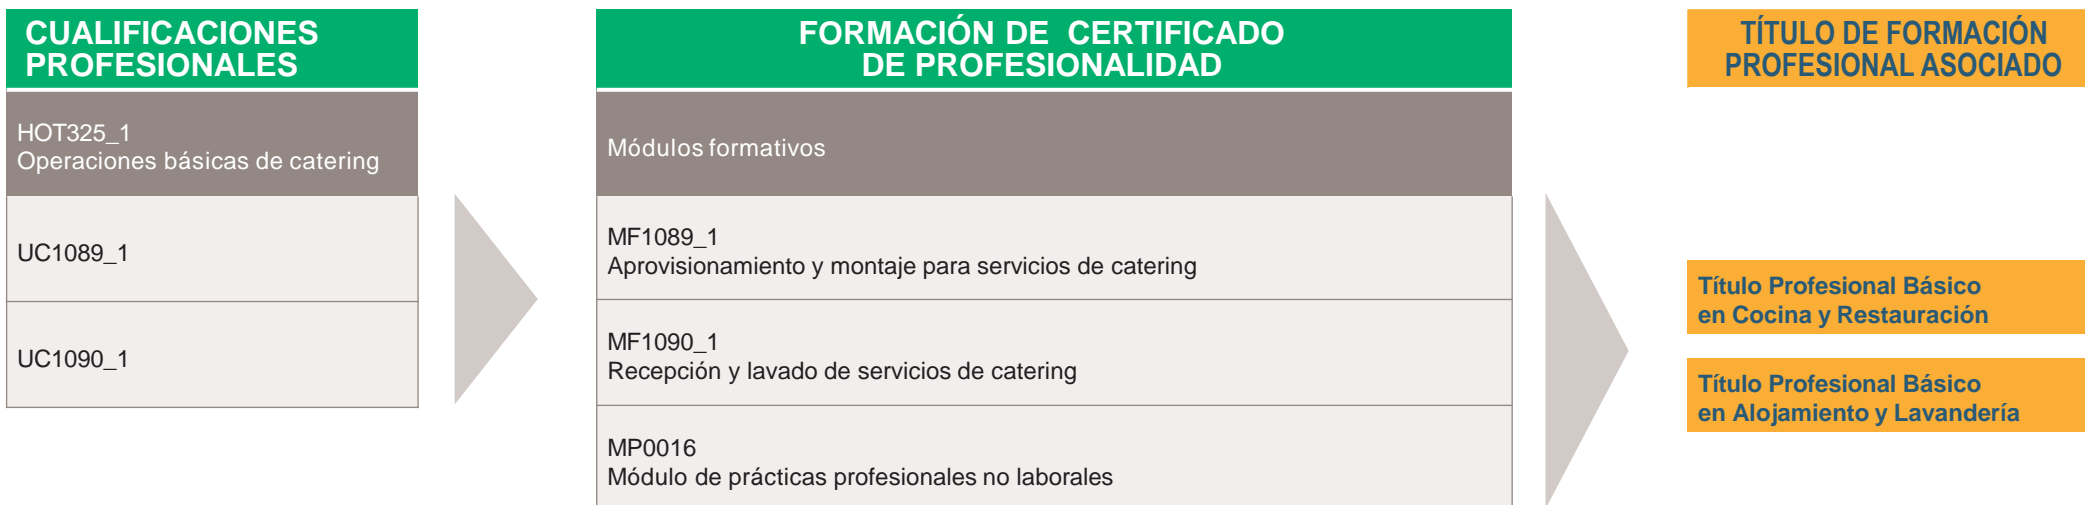 CUALIFICACIONES
PROFESIONALES
HOT325_1
Operaciones básicas de catering
UC1089_1
UC1090_1
FORMACIÓN DE CERTIFICADO
DE PROFESIONALIDAD
Módulos formativos
MF1089_1
Aprovisionamiento y montaje para servicios de catering
MF1090_1
Recepción y lavado de servicios de catering
MP0016
Módulo de prácticas profesionales no laborales
TÍTULO DE FORMACIÓN
PROFESIONAL ASOCIADO
Título Profesional Básico
en Cocina y Restauración
Título Profesional Básico
en Alojamiento y Lavandería